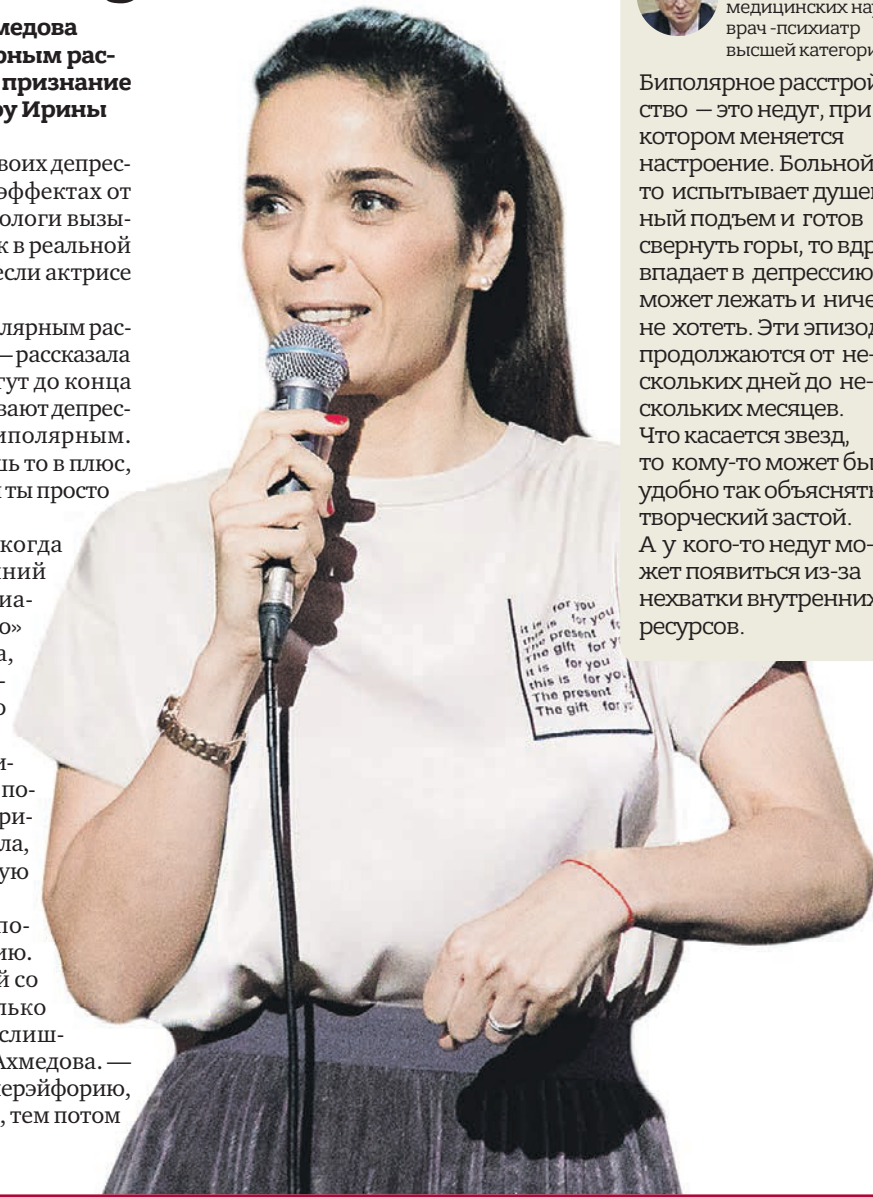 медова
рным рас-
признание
ру Ирины
воих депрес-
эффектах от
ологи вызы-
к в реальной
если актрисе
лярным рас-
— рассказала
гут до конца
вают депрес-
иполярным.
шь то в плюс,
ты просто
когда
ний
иа-
о»
а,
-
о
и-
по-
ри-
ла,
ую
по-
ию.
й со
лько
слиш-
Ахмедова. —
ерэйфорию,
, тем потом
for you
it is for you
this is for you
The present
The gift for y
it is for you
this is for you
The present
The gift for you
медицинских нау
врач -психиатр
высшей категори
Биполярное расстрой
ство — это недуг, при
котором меняется
настроение. Больной
то испытывает душе
ный подъем и готов
свернуть горы, то вдр
впадает в депрессию
может лежать и ниче
не хотеть. Эти эпизод
продолжаются от не-
скольких дней до не-
скольких месяцев.
Что касается звезд,
то кому-то может бы
удобно так объяснять
творческий застой.
А у кого-то недуг мо-
жет появиться из-за
нехватки внутренних
ресурсов.